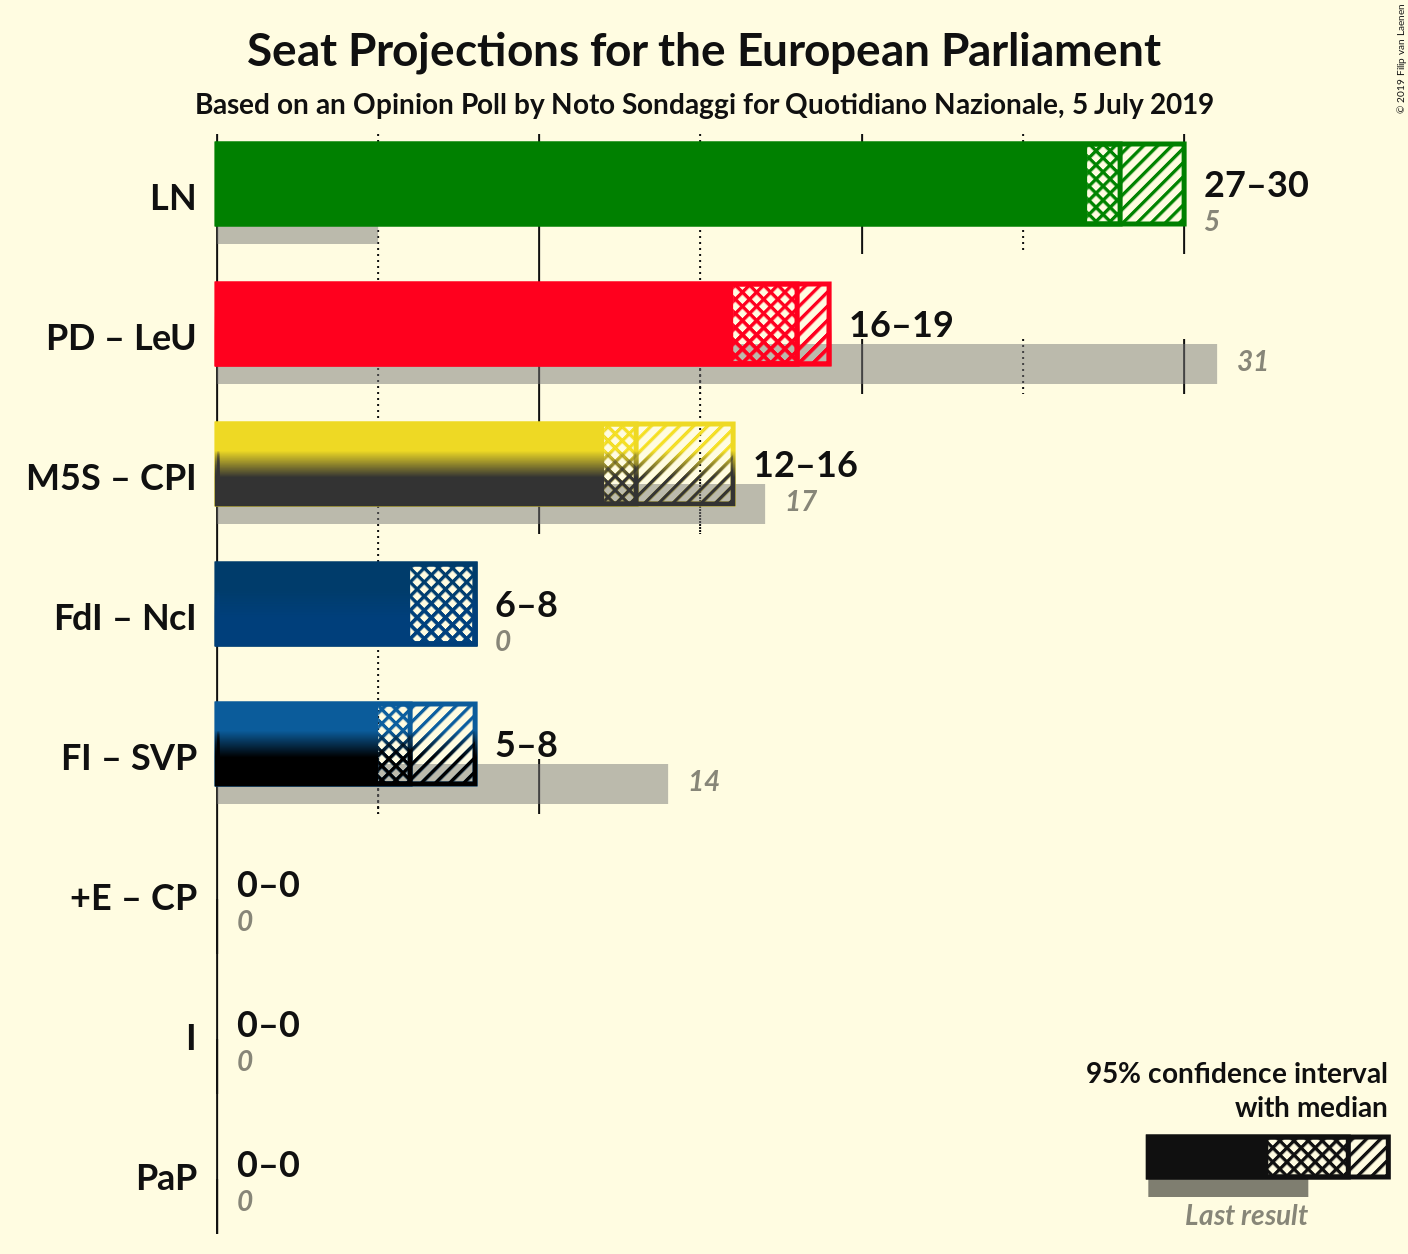 Seat Projections for the European Parliament
Based on an Opinion Poll by Noto Sondaggi for Quotidiano Nazionale, 5 July 2019
© 2019 Filip van Laenen
LN
27–30
5
PD – LeU
16–19
31
M5S – CPI
12–16
17
FdI – NcI
6–8
0
FI – SVP
5–8
14
+E – CP
0–0
0
I
0–0
0
PaP
0–0
0
95% confidence interval
with median
Last result